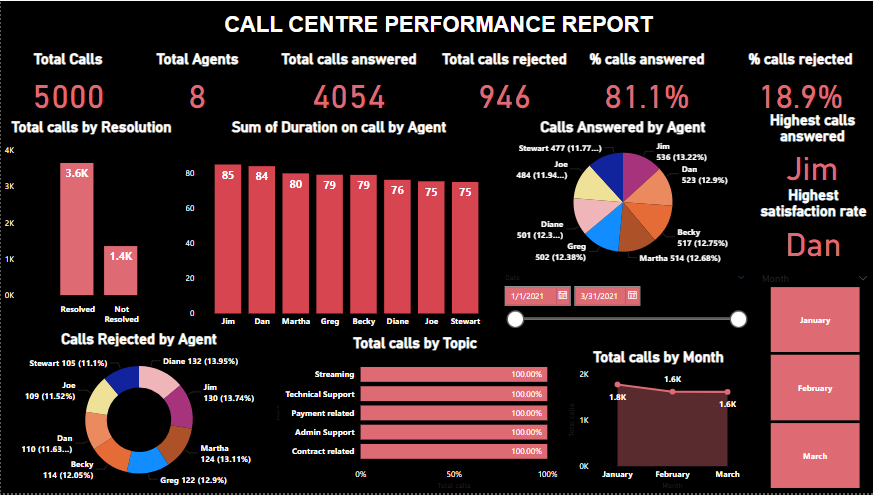 CALL CENTRE PERFORMANCE REPORT
Total Calls
5000
Total Agents
8
Total calls answered
4054
Total calls rejected
946
% calls answered
81.1%
% calls rejected
18.9%
Total calls by Resolution
4K
3K
2K
1K
0K
3.6K
1.4K
Resolved
Not
Resolved
Sum of Duration on call by Agent
80
60
40
20
0
85
84
80
79
79
76
75
75
Jim
Dan
Martha
Greg
Becky
Diane
Joe
Stewart
Calls Answered by Agent
Stewart 477 (11.77...)
Jim
536 (13.22%)
Joe
484 (11.94...)
Dan
523 (12.9%)
Diane
501 (12.3...)
Becky
517 (12.75%)
Greg
502 (12.38%)
Martha 514 (12.68%)
Highest calls
answered
Jim
Highest
satisfaction rate
Dan
Date
1/1/2021
3/31/2021
Month
January
February
March
Calls Rejected by Agent
Stewart 105 (11.1%)
Diane 132 (13.95%)
Joe
109 (11.52%)
Jim
130 (13.74%)
Dan
110 (11.63...)
Martha
124 (13.11%)
Becky
114 (12.05%)
Greg 122 (12.9%)
Total calls by Topic
Streaming
100.00%
Technical Support
100.00%
Payment related
100.00%
Admin Support
100.00%
Contract related
100.00%
0%
50%
100%
Total calls
Total calls by Month
2K
1K
0K
Total calls
1.8K
1.6K
1.6K
January
February
March
Month